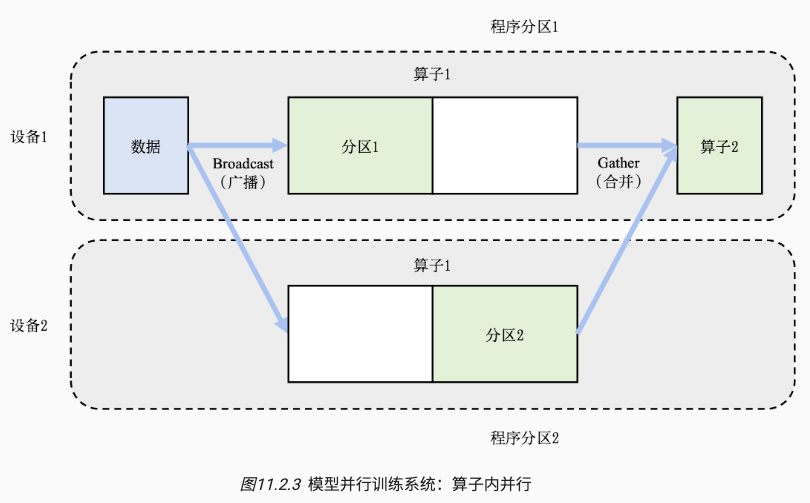 程序分区1
算子1
设备1
数据
Broadcast
（广播）
分区1
Gather
（合并）
算子2
算子1
设备2
分区2
程序分区2
图11.2.3 模型并行训练系统：算子内并行